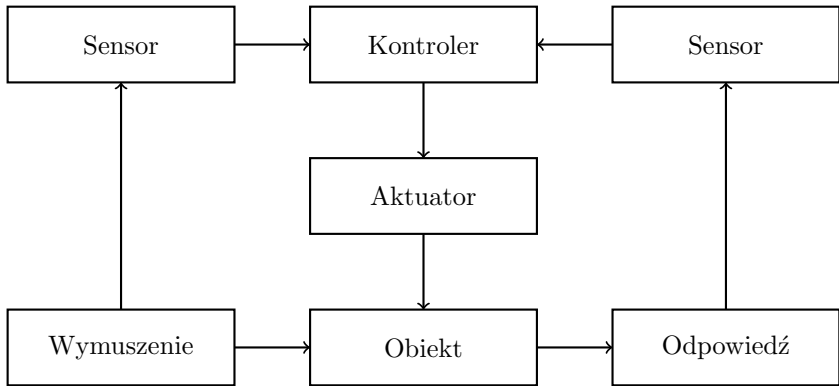 Sensor
Kontroler
Sensor
Aktuator
Wymuszenie
Obiekt
Odpowiedź